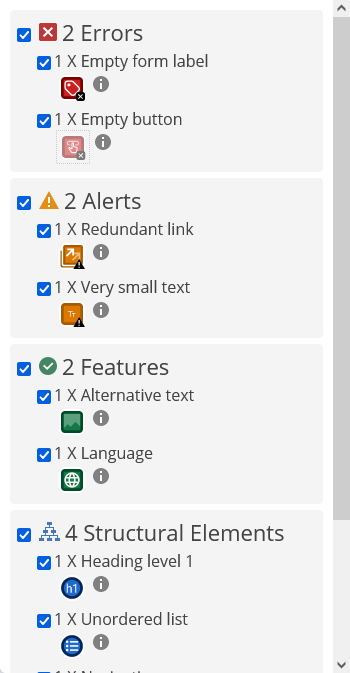 2 Errors
1 X Empty form label
1 X Empty button
2 Alerts
1 X Redundant link
1 X Very small text
Tт
2 Features
1 X Alternative text
1 X Language
4 Structural Elements
1 X Heading level 1
h1
1 X Unordered list